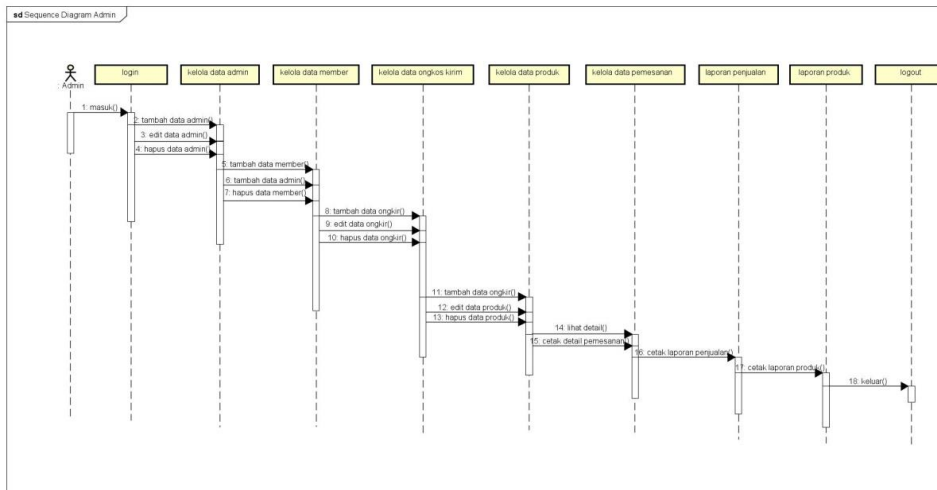 sd Sequence Diagram Admin
: Admin
login
kelola data admin
kelola data member
kelola data ongkos kirim
kelola data produk
kelola data pemesanan
laporan penjualan
laporan produk
logout
1: masuk()
2: tambah data admin()
3: edit data admin()
4: hapus data admin()
5: tambah data member()
6: tambah data admin()
7: hapus data member()
8: tambah data ongkir()
9: edit data ongkir()
10: hapus data ongkir()
11: tambah data ongkir()
12: edit data produk()
13: hapus data produk()
14: lihat detail()
15: cetak detail pemesanan()
16: cetak laporan penjualan()
17: cetak laporan produk()
18: keluar()